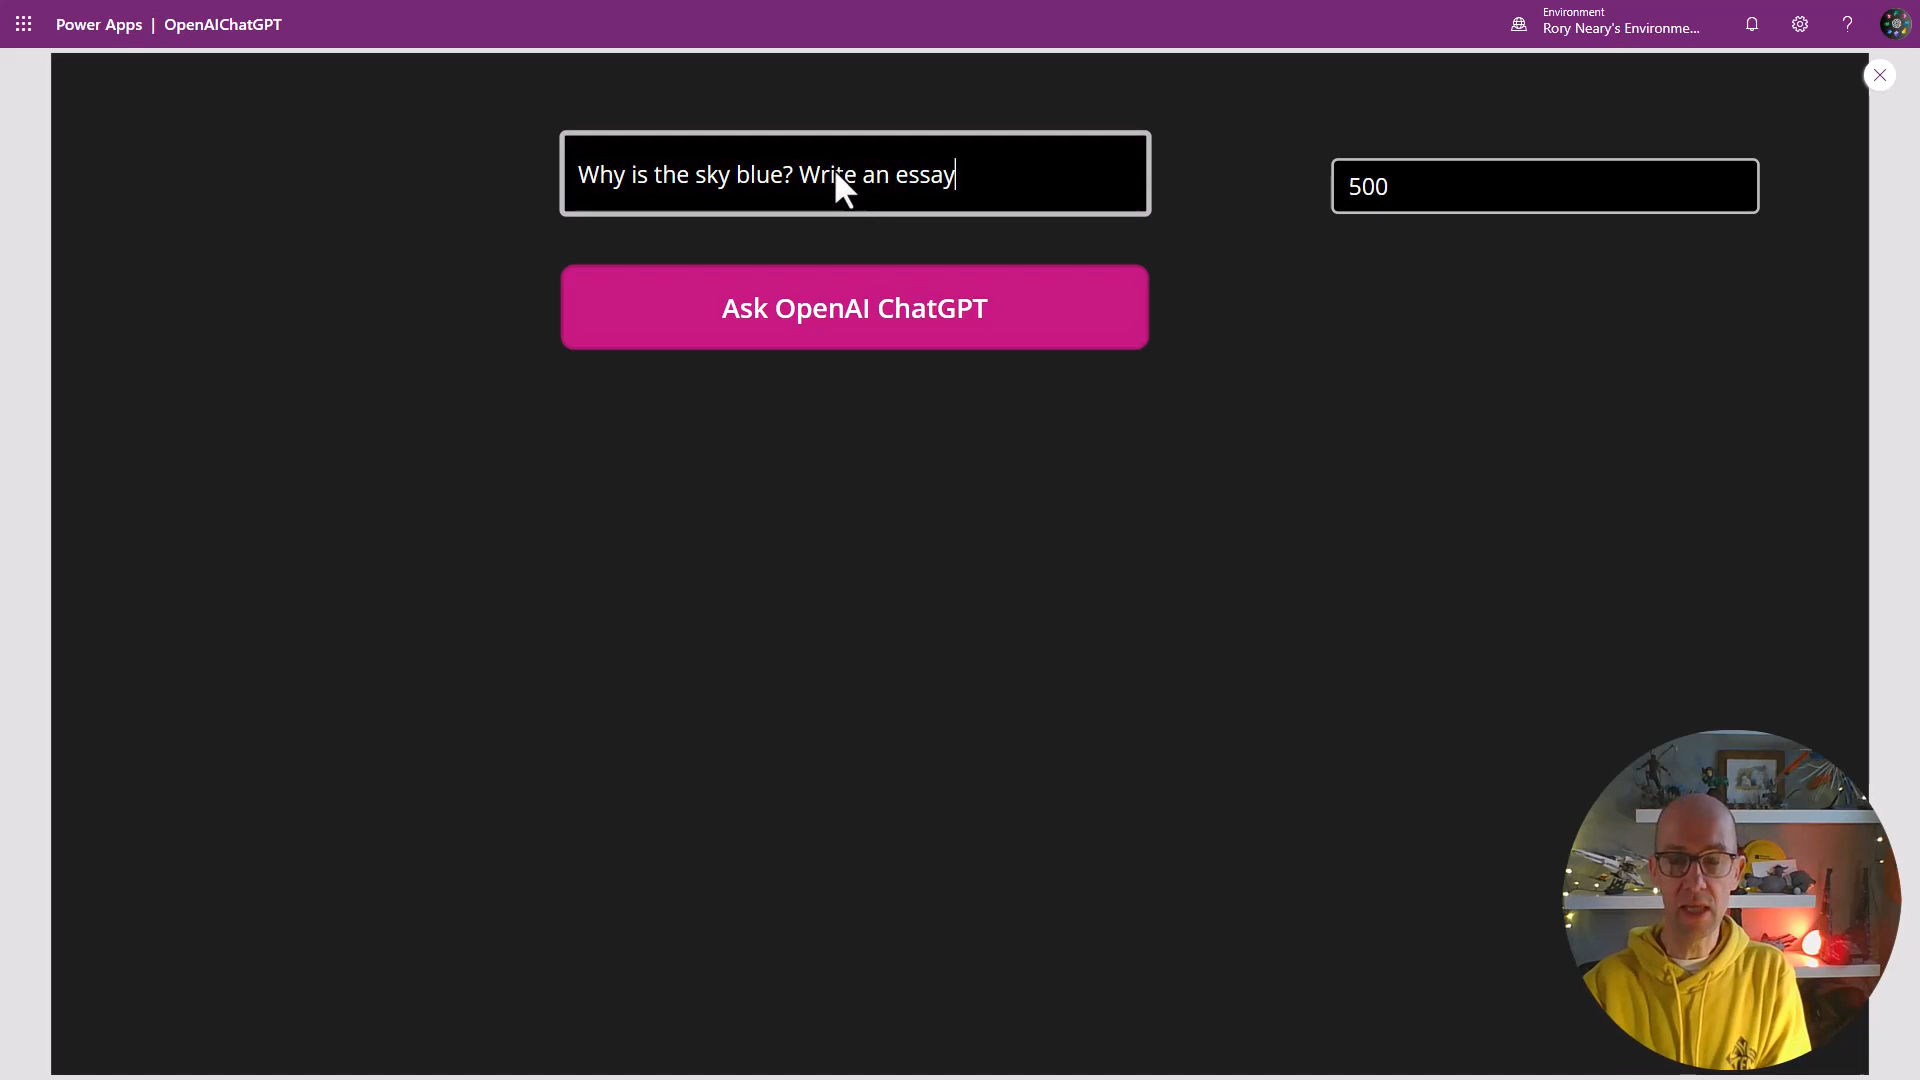 Power Apps | OpenAIChatGPT
Environment
Rory Neary's Environme...
Why is the sky blue? Write an essay
500
Ask OpenAI ChatGPT